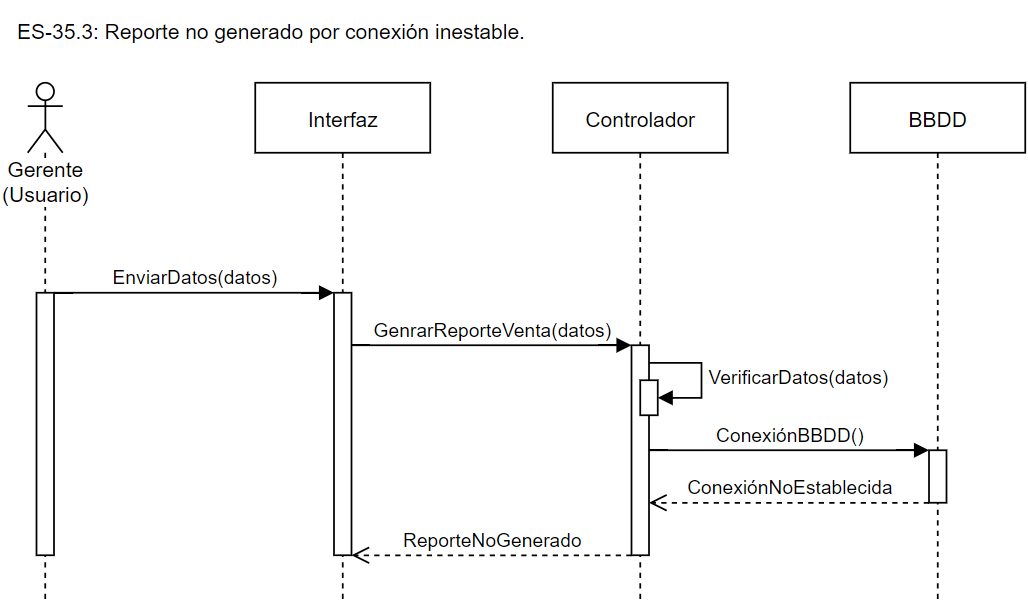 ES-35.3: Reporte no generado por conexión inestable.
Gerente
(Usuario)
Interfaz
Controlador
BBDD
EnviarDatos(datos)
GenrarReporteVenta(datos)
VerificarDatos(datos)
ConexiónBBDD()
ConexiónNoEstablecida
ReporteNoGenerado